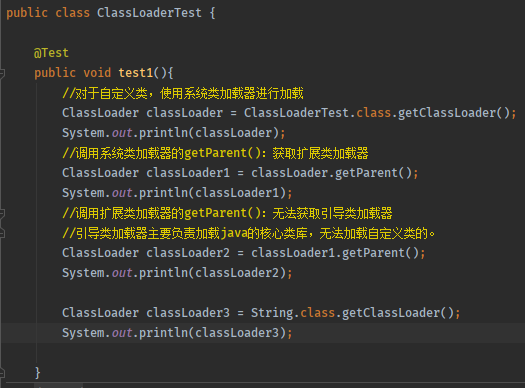 public class ClassLoaderTest {
@Test
public void test1(){
//对于自定义类，使用系统类加载器进行加载
ClassLoader classLoader = ClassLoaderTest.class.getClassLoader();
System.out.println(classLoader);
//调用系统类加载器的getParent()：获取扩展类加载器
ClassLoader classLoader1 = classLoader.getParent();
System.out.println(classLoader1);
//调用扩展类加载器的getParent()：无法获取引导类加载器
//引导类加载器主要负责加载java的核心类库，无法加载自定义类的。
ClassLoader classLoader2 = classLoader1.getParent();
System.out.println(classLoader2);
ClassLoader classLoader3 = String.class.getClassLoader();
System.out.println(classLoader3);
}